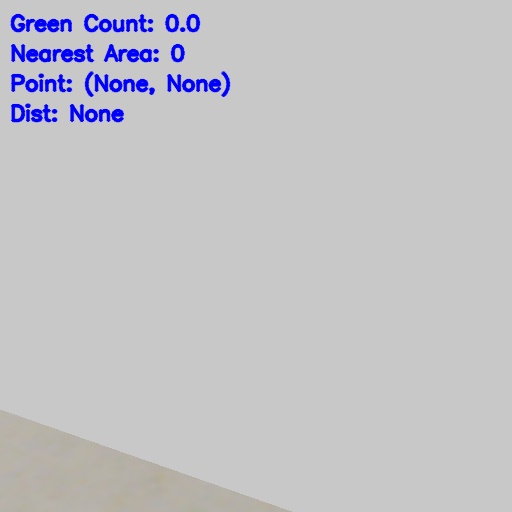 Green Count: 0.0
Nearest Area: 0
Point: (None, None)
Dist: None